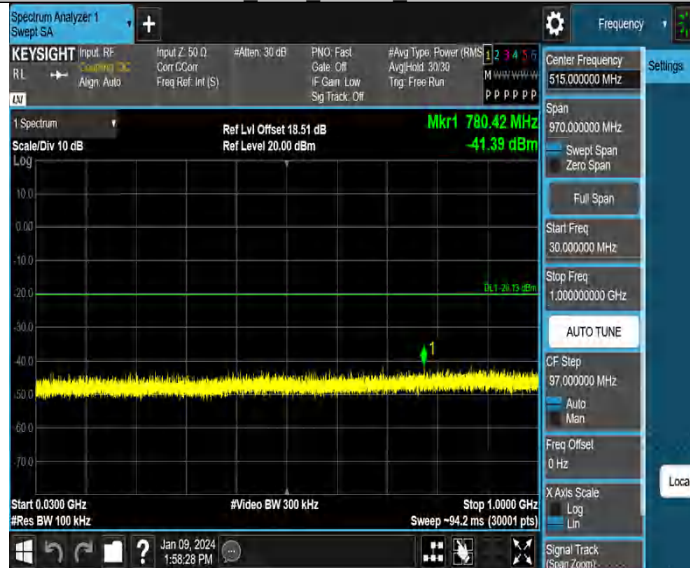 Spectrum Analyzer 1
Swept SA
Frequency
KEYSIGHT
RL
Input: RF
Coupling: DC
Align: Auto
Input Z: 50 Ω
Corr CCorr
Freq Ref: Int (S)
#Atten: 30 dB
PNO: Fast
Gate: Off
IF Gain: Low
Sig Track: Off
#Avg Type: Power (RMS
Avg|Hold: 30/30
Trig: Free Run
1 2 3 4 5 6
M W W W W W
P P P P P P
LXI
1 Spectrum
Scale/Div 10 dB
Ref Lvl Offset 18.51 dB
Ref Level 20.00 dBm
Mkr1 780.42 MHz
-41.39 dBm
Log
10.0
0.00
-10.0
-20.0
-30.0
-40.0
-50.0
-60.0
-70.0
1
Start 0.0300 GHz
#Res BW 100 kHz
#Video BW 300 kHz
Stop 1.0000 GHz
Sweep ~94.2 ms (30001 pts)
Jan 09, 2024
1:58:28 PM
Center Frequency
515.000000 MHz
Settings
Span
970.000000 MHz
Swept Span
Zero Span
Full Span
Start Freq
30.000000 MHz
Stop Freq
1.000000000 GHz
AUTO TUNE
CF Step
97.000000 MHz
Auto
Man
Freq Offset
0 Hz
X Axis Scale
Log
Lin
Loca
Signal Track
(Span Zoom)